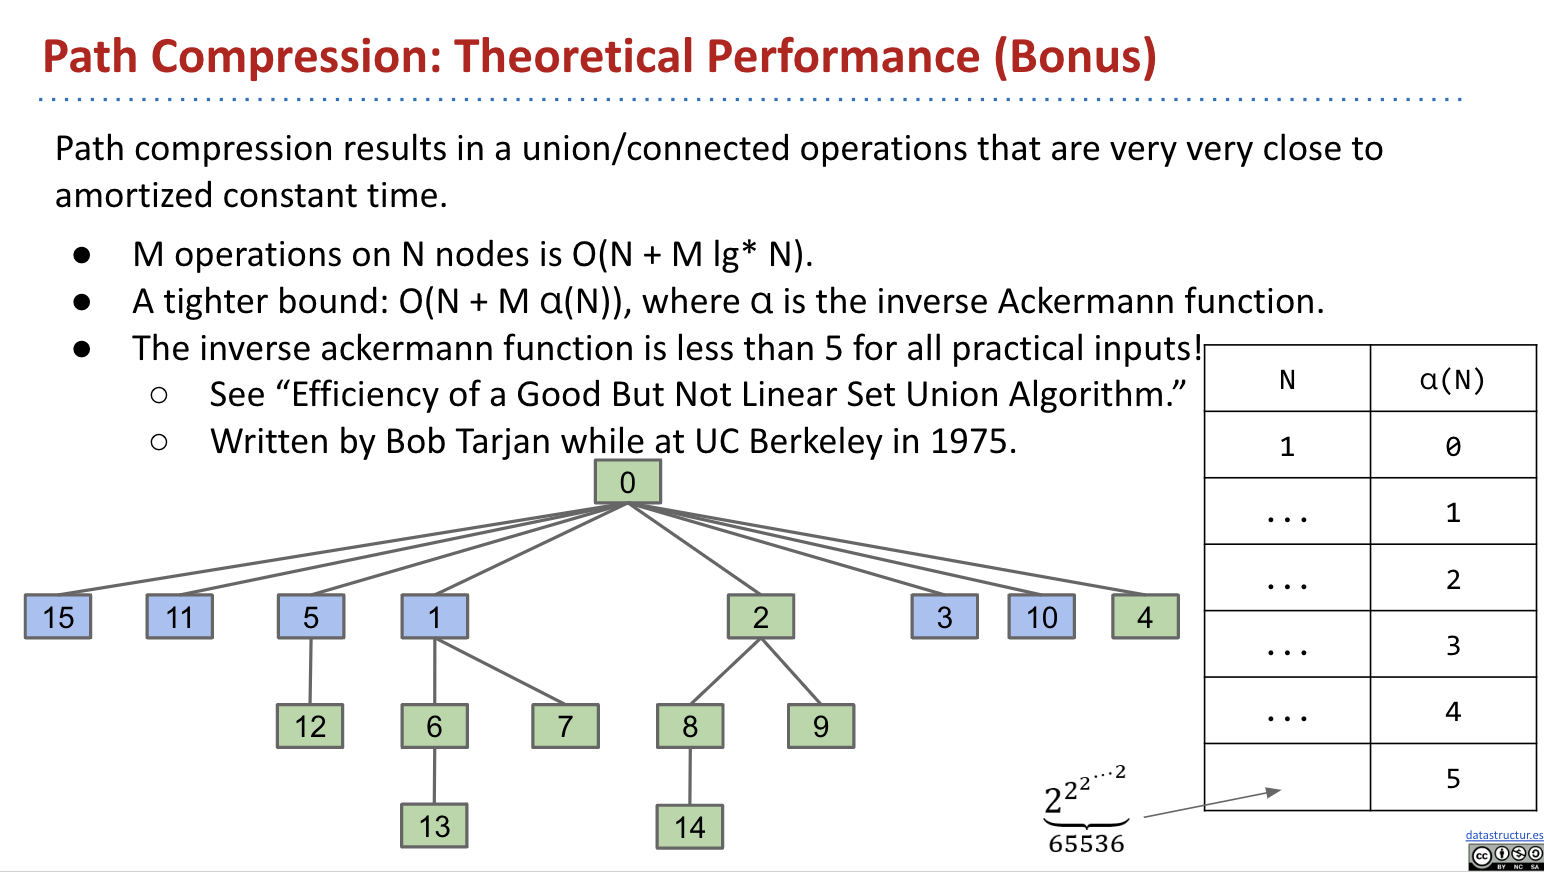 Path Compression: Theoretical Performance (Bonus)
Path compression results in a union/connected operations that are very very close to
amortized constant time.
● M operations on N nodes is O(N + M lg* N).
● A tighter bound: O(N + M α(N)), where α is the inverse Ackermann function.
● The inverse ackermann function is less than 5 for all practical inputs!
○ See “Efficiency of a Good But Not Linear Set Union Algorithm.”
○ Written by Bob Tarjan while at UC Berkeley in 1975.
N α(N)
1 0
... 1
... 2
... 3
... 4
5
0
15 11 5 1 2 3 10 4
12 6 7 8 9
13 14
2^2^2^⋯^2
65536
datastructur.es
cc
BY NC SA